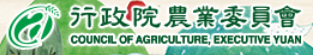 行政院農業委員會
COUNCIL OF AGRICULTURE, EXECUTIVE YUAN